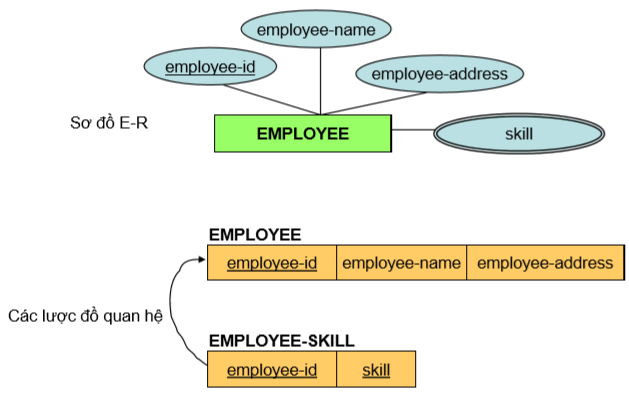 employee-name
employee-id
employee-address
Sơ đồ E-R
EMPLOYEE
skill
EMPLOYEE
employee-id employee-name employee-address
Các lược đồ quan hệ
EMPLOYEE-SKILL
employee-id skill